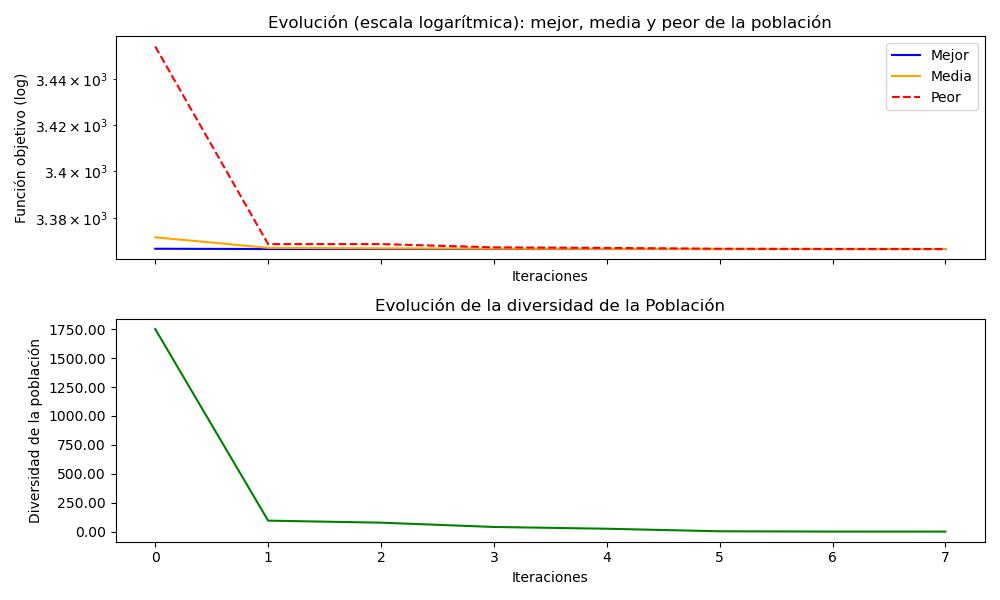 Evolución (escala logarítmica): mejor, media y peor de la población
Función objetivo (log)
3.44 × 10³
3.42 × 10³
3.4 × 10³
3.38 × 10³
Mejor
Media
Peor
Iteraciones
Evolución de la diversidad de la Población
Diversidad de la población
1750.00
1500.00
1250.00
1000.00
750.00
500.00
250.00
0.00
0 1 2 3 4 5 6 7
Iteraciones